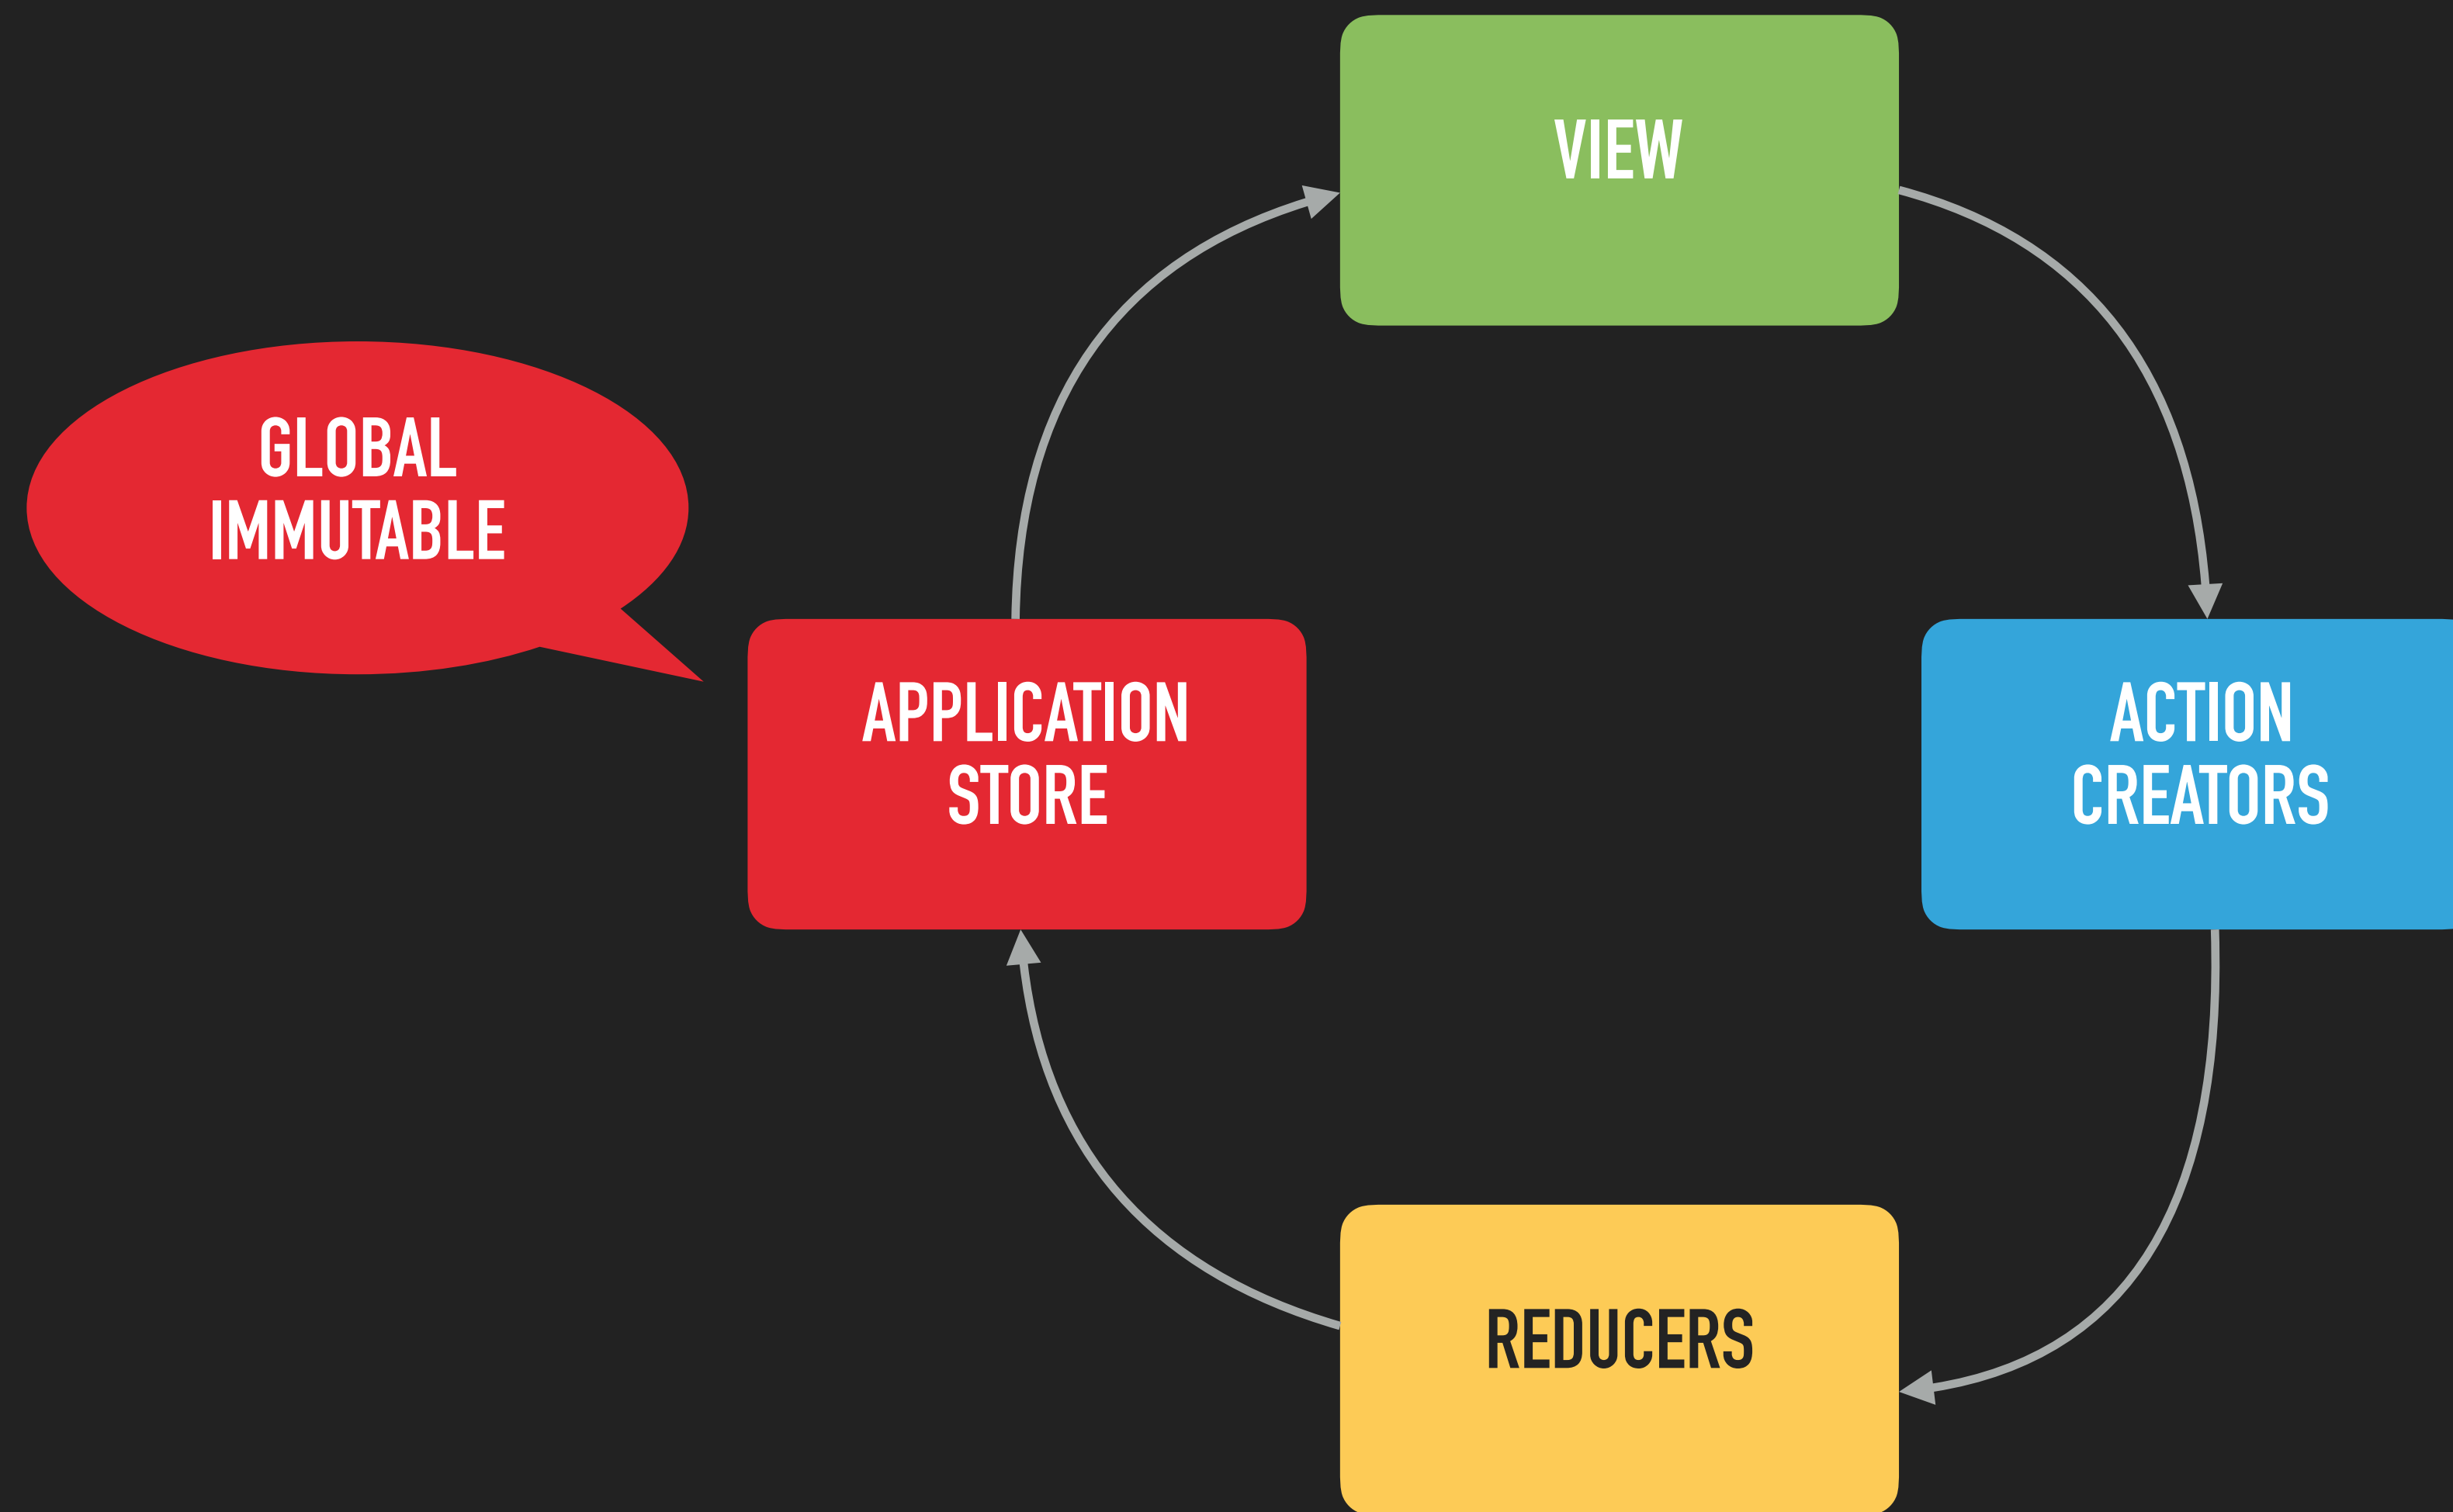 VIEW
GLOBAL
IMMUTABLE
APPLICATION
STORE
ACTION
CREATORS
REDUCERS